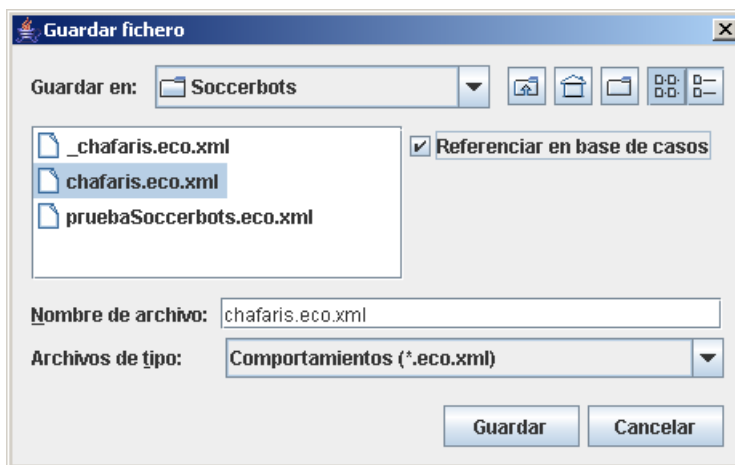 Guardar fichero
Guardar en: Soccerbots
_chafaris.eco.xml
Referenciar en base de casos
chafaris.eco.xml
pruebaSoccerbots.eco.xml
Nombre de archivo: chafaris.eco.xml
Archivos de tipo: Comportamientos (*.eco.xml)
Guardar Cancelar